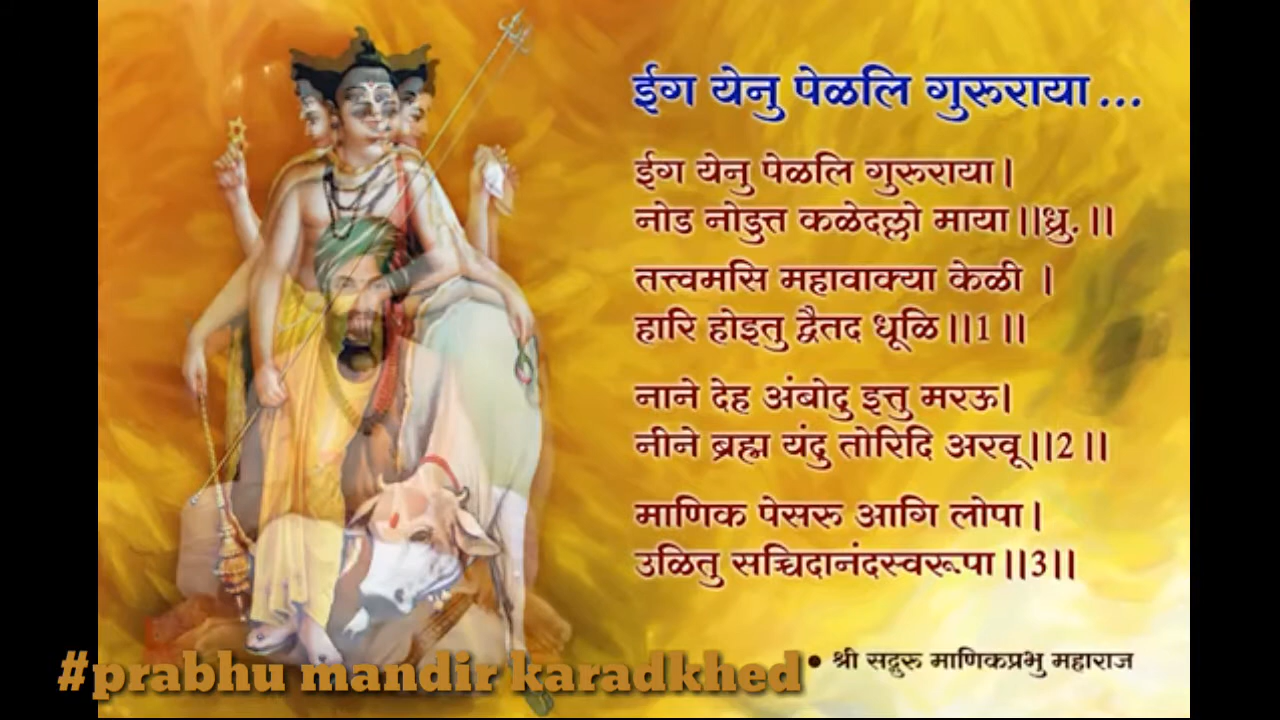 ईग येनु पेळलि गुरुराया...
ईग येनु पेळलि गुरुराया।
नोड नोडुत्त कळेदल्लो माया॥ध्रु.॥
तत्त्वमसि महावाक्या केळी ।
हारि होइतु द्वैतद धूळि॥1॥
नाने देह अंबोदु इत्तु मरऊ।
नीने ब्रह्म यंदु तोरिदि अरवू॥2॥
माणिक पेसरू आगि लोपा।
उळितु सच्चिदानंदस्वरूपा॥3॥
• श्री सद्गुरु माणिकप्रभु महाराज
#prabhu mandir karadkhed